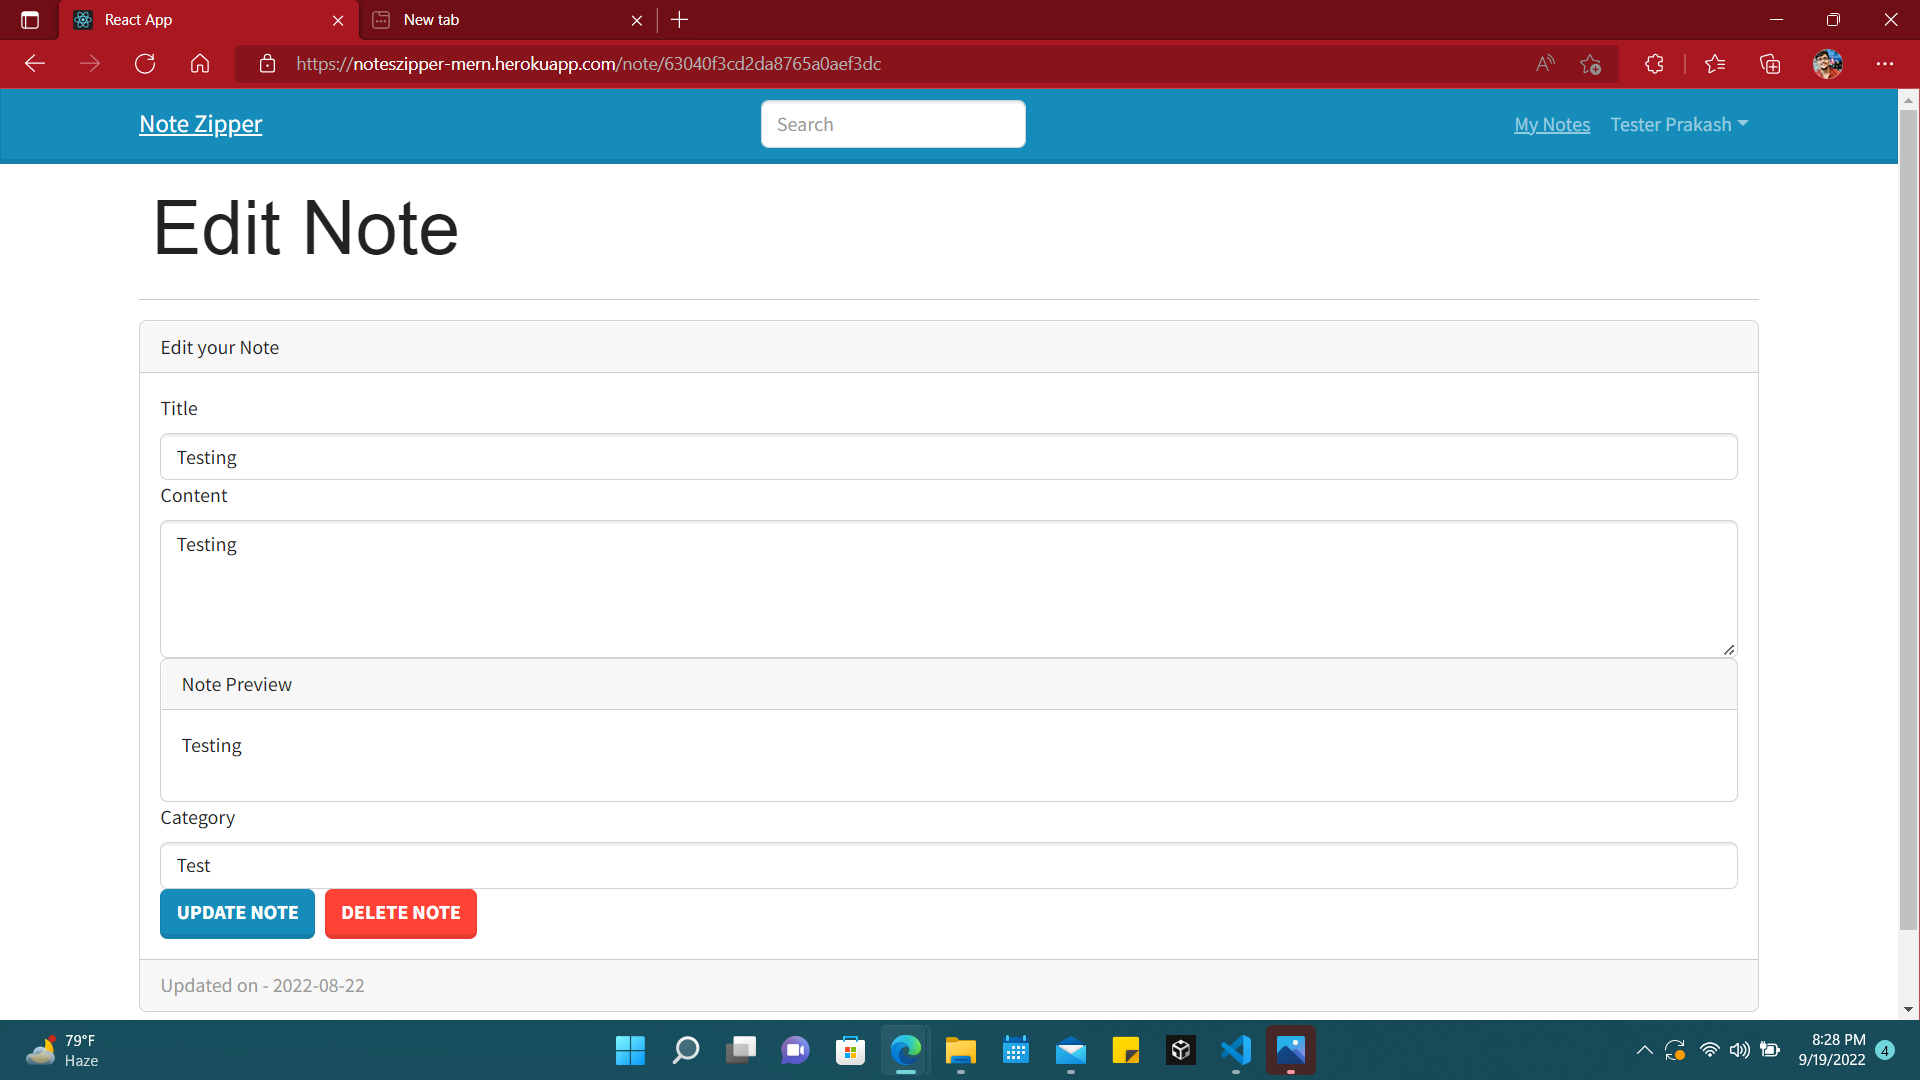 React App
New tab
https://noteszipper-mern.herokuapp.com/note/63040f3cd2da8765a0aef3dc
Note Zipper
Search
My Notes
Tester Prakash
Edit Note
Edit your Note
Title
Testing
Content
Testing
Note Preview
Testing
Category
Test
UPDATE NOTE
DELETE NOTE
Updated on - 2022-08-22
79°F
Haze
8:28 PM
9/19/2022
4